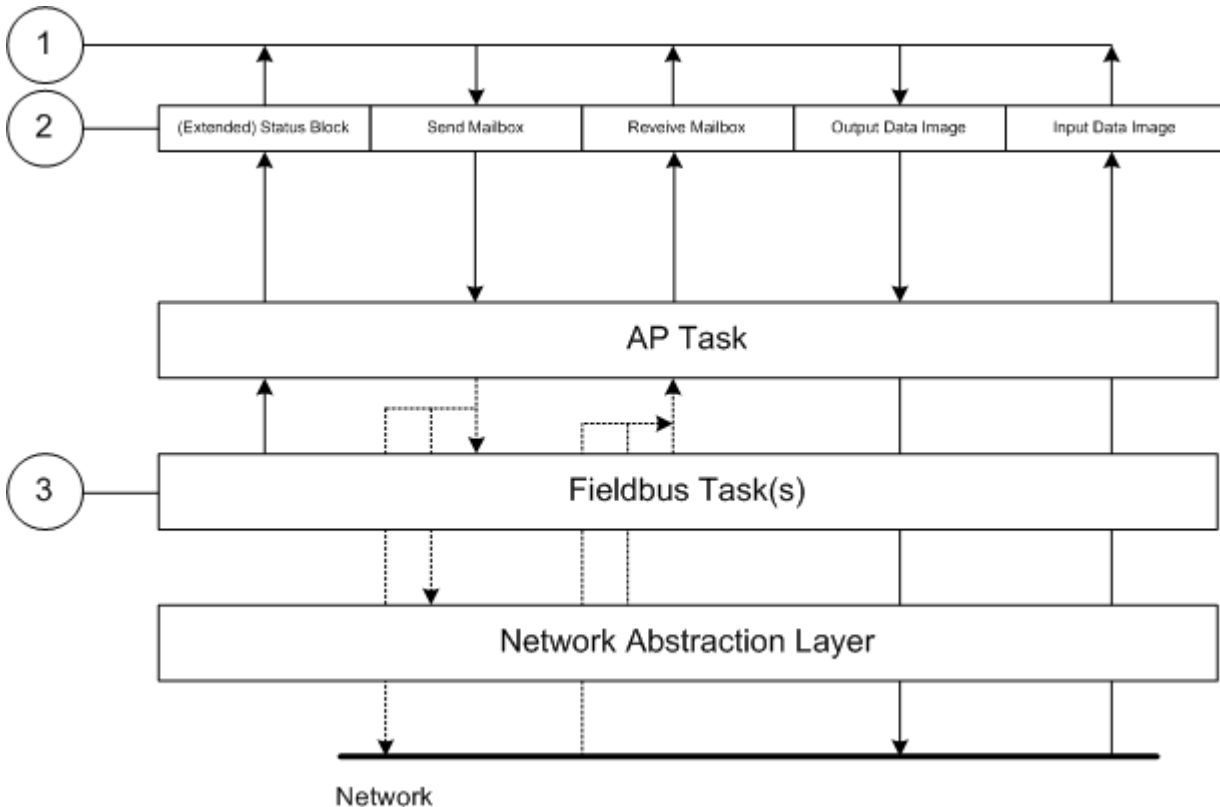 1
2
(Extended) Status Block
Send Mailbox
Reveive Mailbox
Output Data Image
Input Data Image
AP Task
3
Fieldbus Task(s)
Network Abstraction Layer
Network